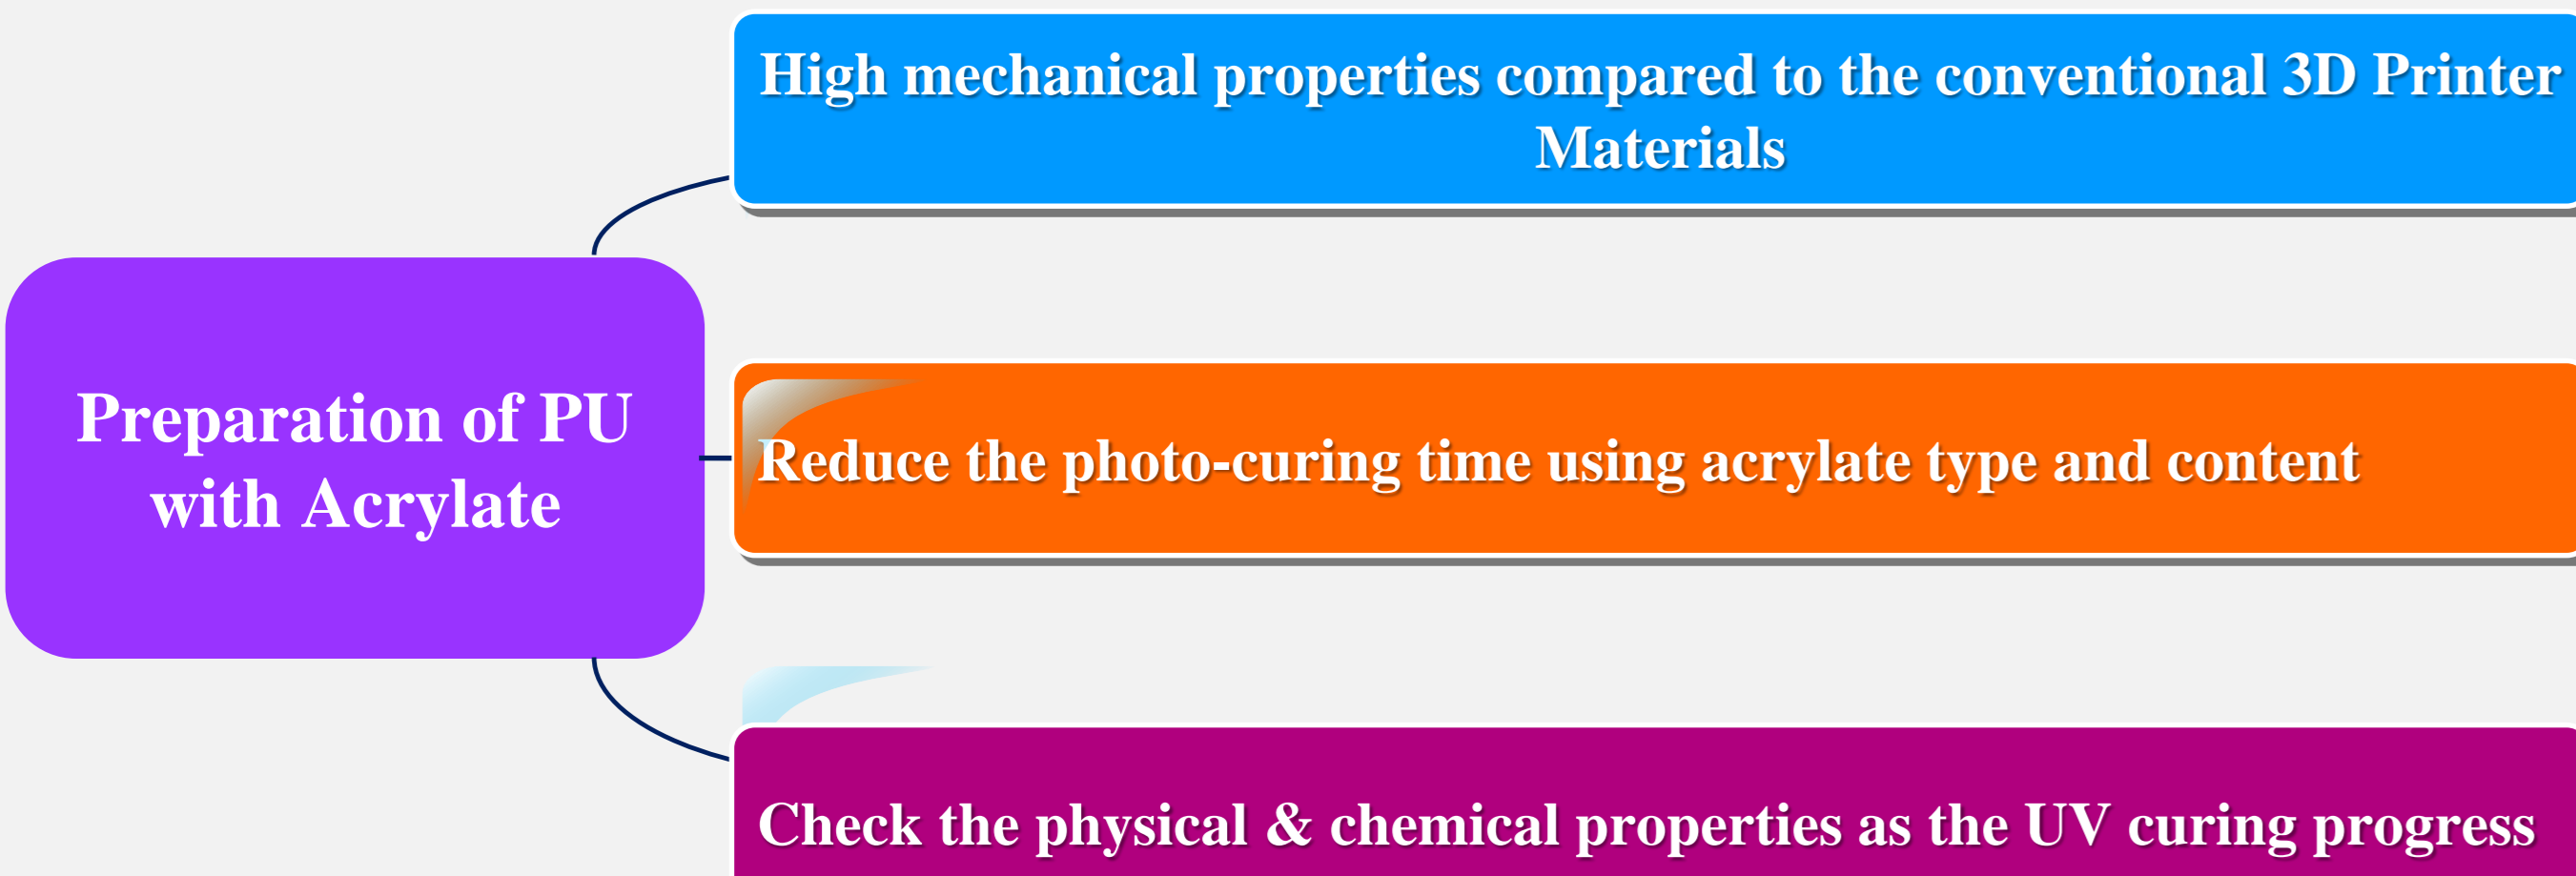 High mechanical properties compared to the conventional 3D Printer
Materials
Preparation of PU
with Acrylate
Reduce the photo-curing time using acrylate type and content
Check the physical & chemical properties as the UV curing progress